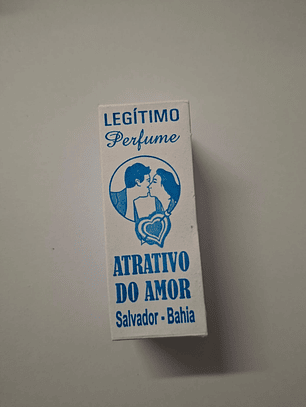 LEGÍTIMO
Perfume
ATRATIVO
DO AMOR
Salvador - Bahia